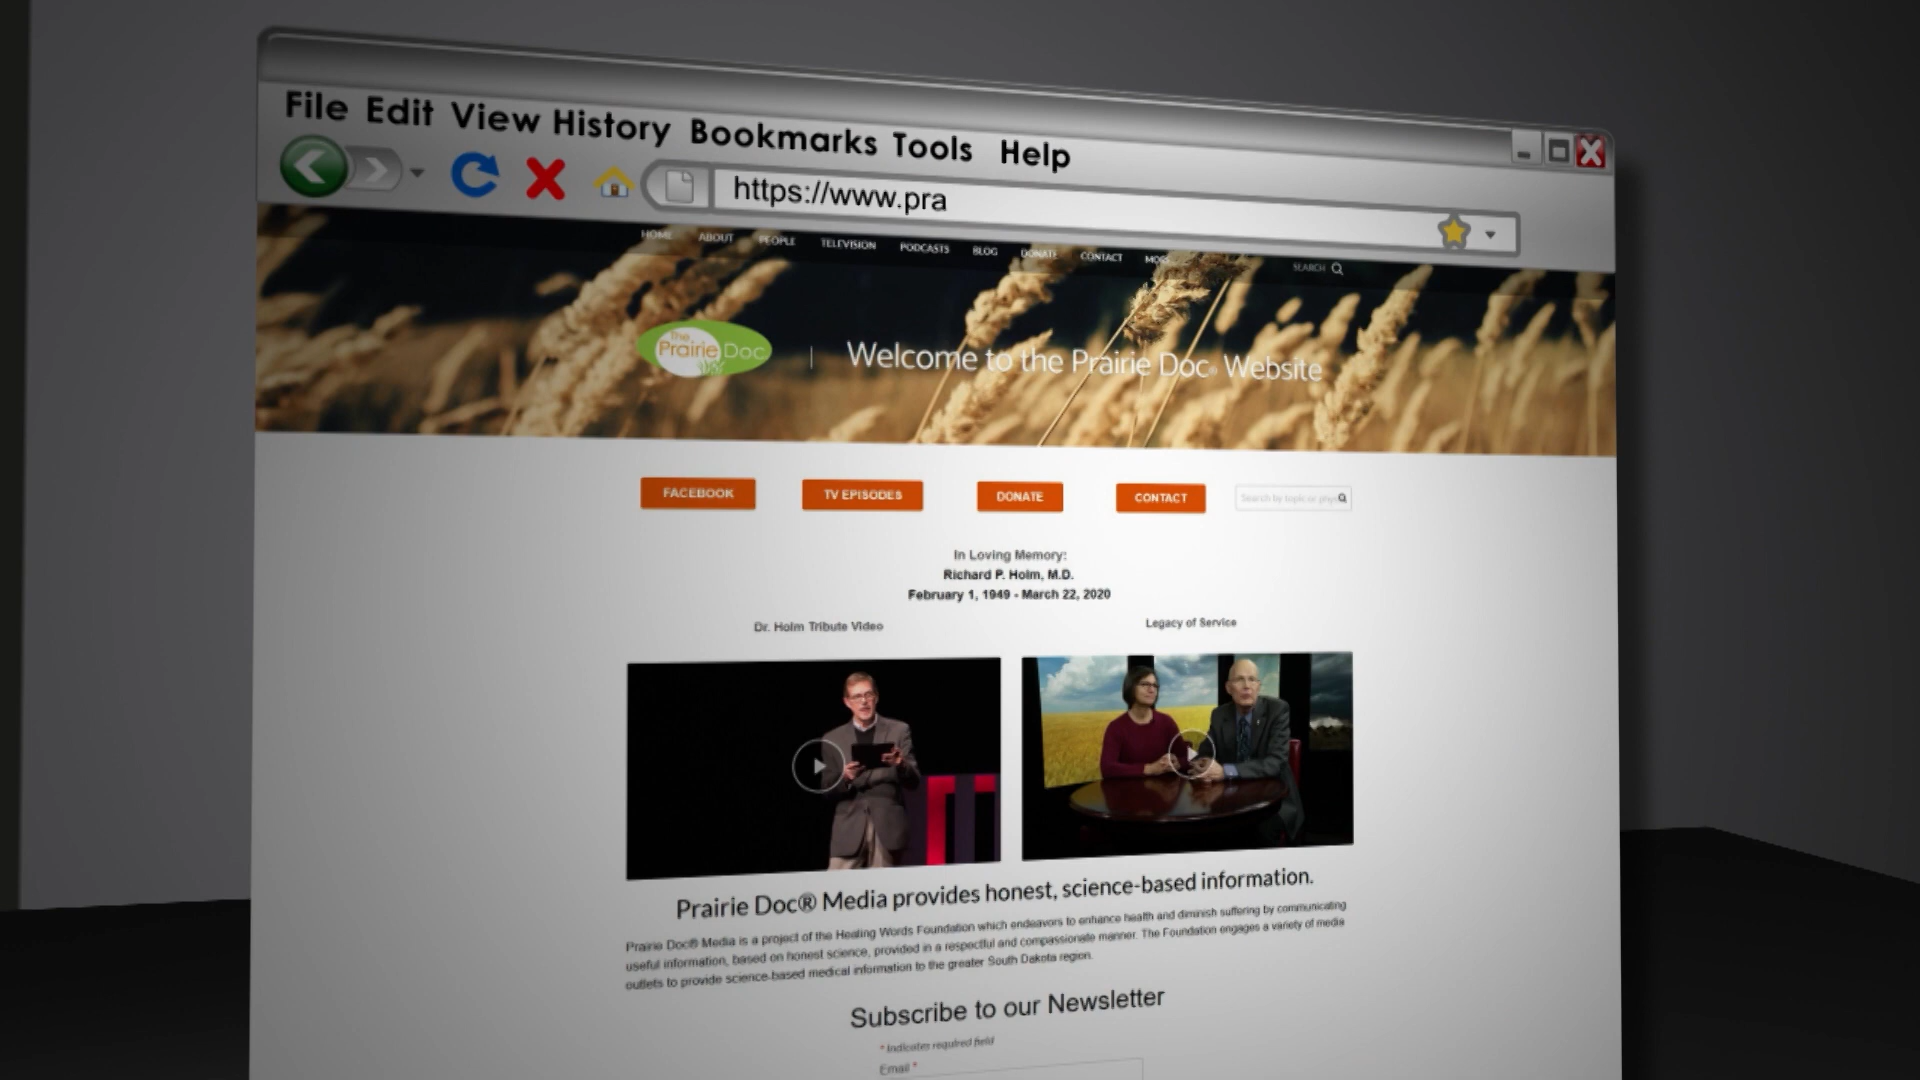 File Edit View History Bookmarks Tools Help
https://www.pra
HOME ABOUT PEOPLE TELEVISION PODCASTS BLOG DONATE CONTACT MORE
SEARCH
The
Prairie Doc
Welcome to the Prairie Doc® Website
FACEBOOK TV EPISODES DONATE CONTACT Search by topic or phys
In Loving Memory:
Richard P. Holm, M.D.
February 1, 1949 - March 22, 2020
Dr. Holm Tribute Video
Legacy of Service
Prairie Doc® Media provides honest, science-based information.
Prairie Doc® Media is a project of the Healing Words Foundation which endeavors to enhance health and diminish suffering by communicating
useful information, based on honest science, provided in a respectful and compassionate manner. The Foundation engages a variety of media
outlets to provide science-based medical information to the greater South Dakota region.
Subscribe to our Newsletter
* Indicates required field
Email *